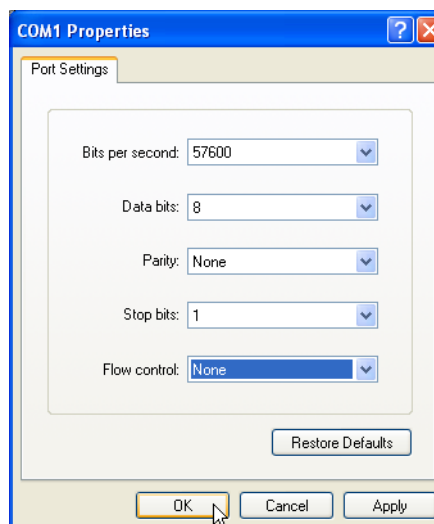 COM1 Properties
Port Settings
Bits per second: 57600
Data bits: 8
Parity: None
Stop bits: 1
Flow control: None
Restore Defaults
OK Cancel Apply